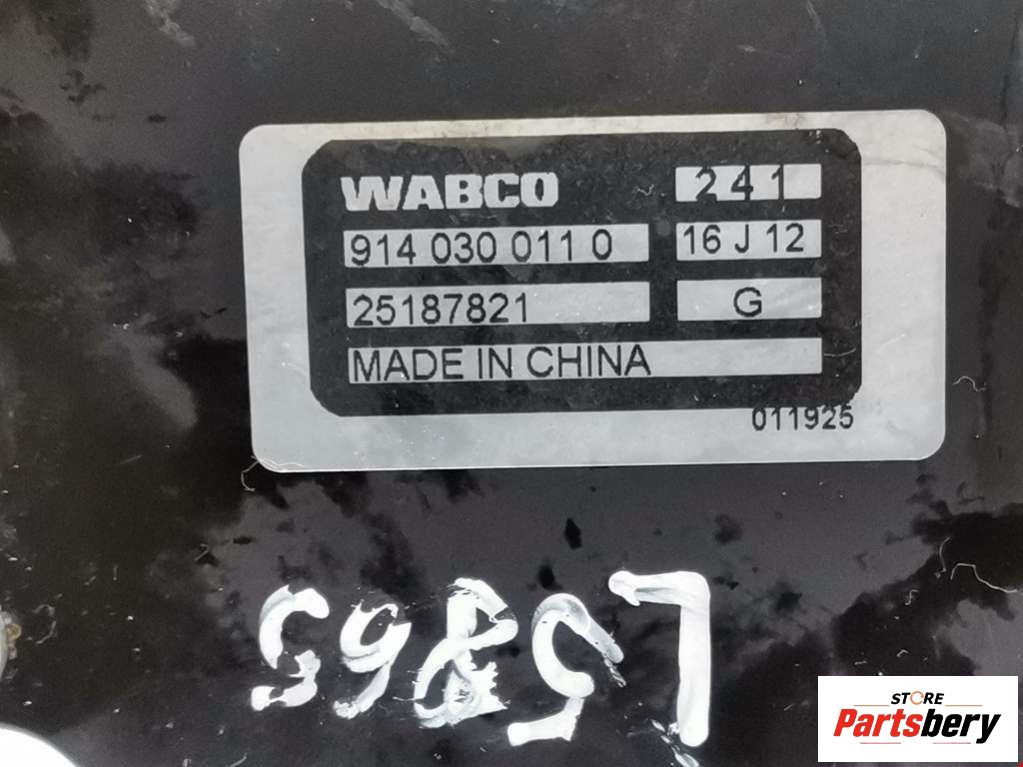 WABCO 241
914 030 011 0 16 J 12
25187821 G
MADE IN CHINA
011925
STORE
Partsbery